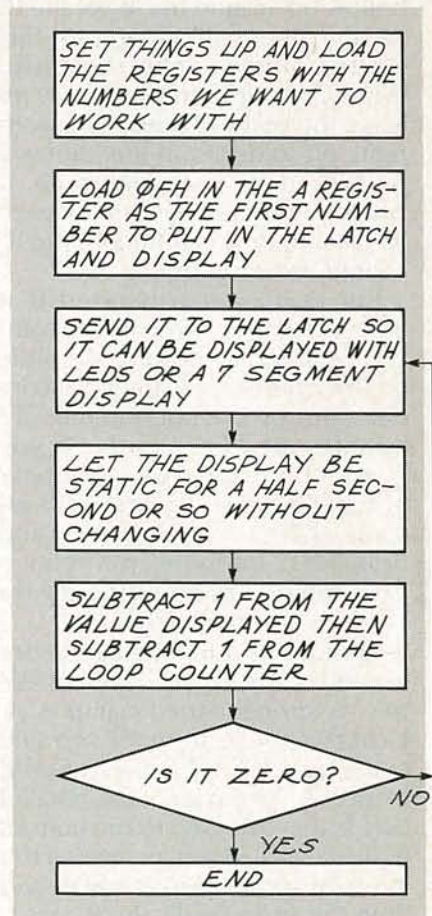 SET THINGS UP AND LOAD
THE REGISTERS WITH THE
NUMBERS WE WANT TO
WORK WITH
LOAD ØFH IN THE A REGIS-
TER AS THE FIRST NUM-
BER TO PUT IN THE LATCH
AND DISPLAY
SEND IT TO THE LATCH SO
IT CAN BE DISPLAYED WITH
LEDS OR A 7 SEGMENT
DISPLAY
LET THE DISPLAY BE
STATIC FOR A HALF SEC-
OND OR SO WITHOUT
CHANGING
SUBTRACT 1 FROM THE
VALUE DISPLAYED THEN
SUBTRACT 1 FROM THE
LOOP COUNTER
IS IT ZERO?
NO
YES
END